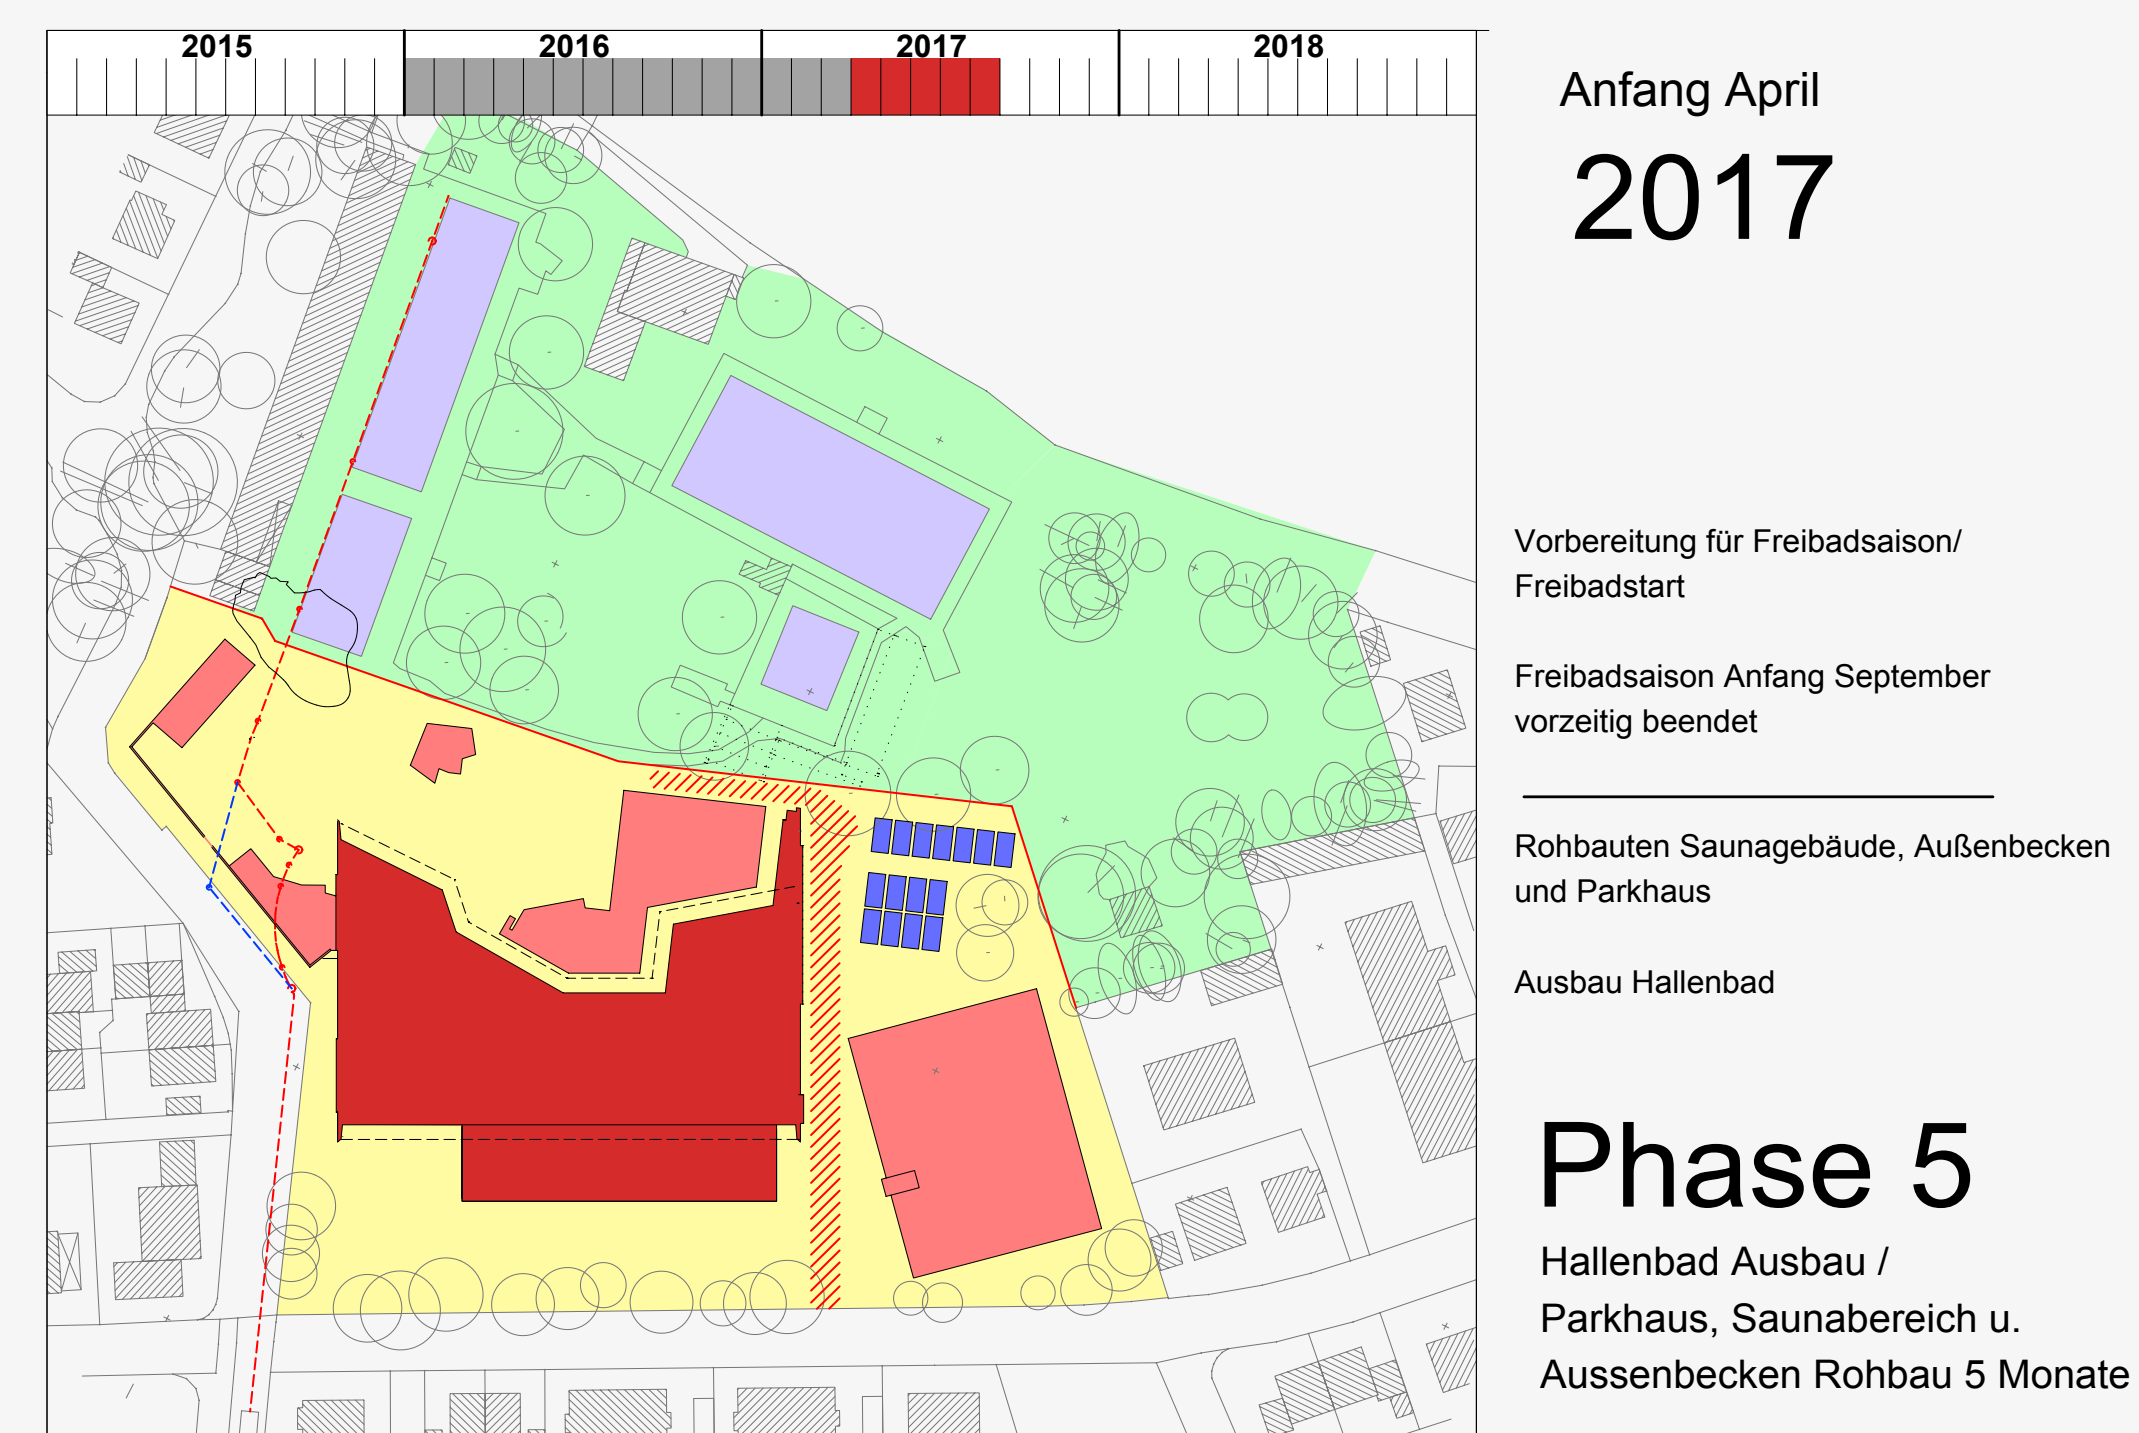 2015 2016 2017 2018
Anfang April
2017
Vorbereitung für Freibadsaison/
Freibadstart
Freibadsaison Anfang September
vorzeitig beendet
Rohbauten Saunagebäude, Außenbecken
und Parkhaus
Ausbau Hallenbad
Phase 5
Hallenbad Ausbau /
Parkhaus, Saunabereich u.
Aussenbecken Rohbau 5 Monate